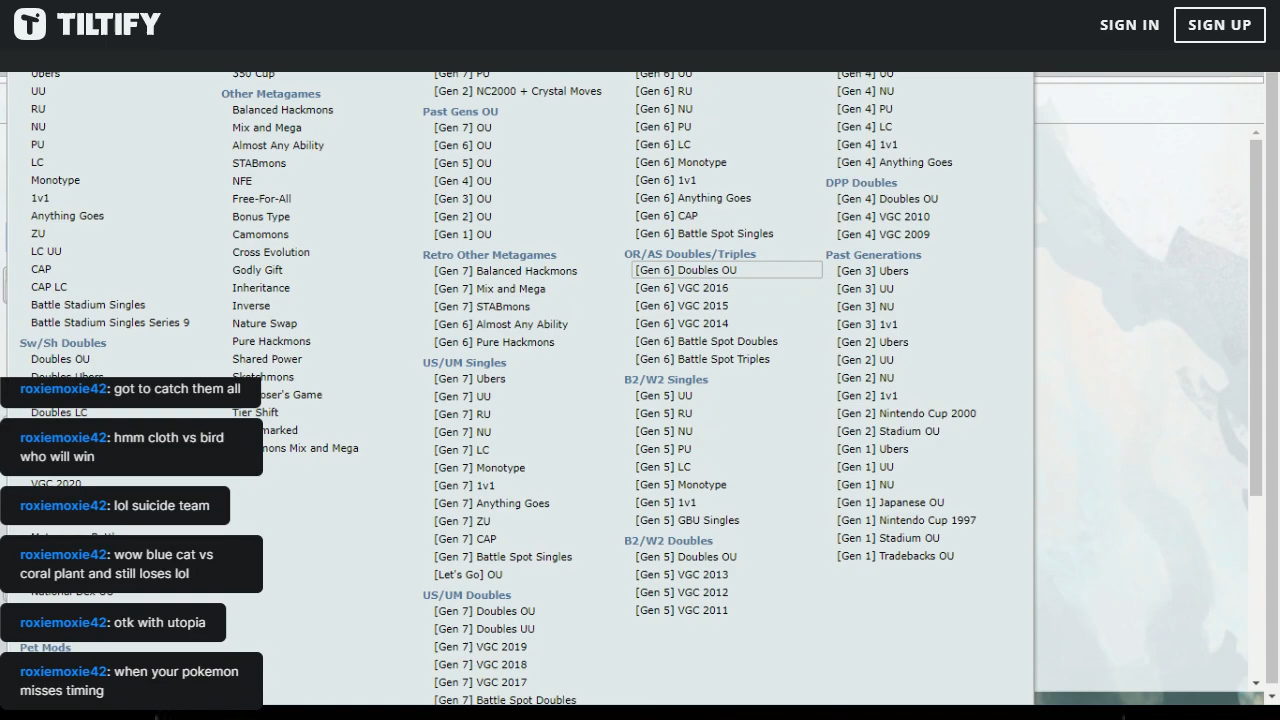 TILTIFY
SIGN IN
SIGN UP
Ubers
UU
RU
NU
PU
LC
Monotype
1v1
Anything Goes
ZU
LC UU
CAP
CAP LC
Battle Stadium Singles
Battle Stadium Singles Series 9
Sw/Sh Doubles
Doubles OU
Doubles LC
VGC 2020
Pet Mods
350 Cup
Other Metagames
Balanced Hackmons
Mix and Mega
Almost Any Ability
STABmons
NFE
Free-For-All
Bonus Type
Camomons
Cross Evolution
Godly Gift
Inheritance
Inverse
Nature Swap
Pure Hackmons
Shared Power
Sketchmons
Game
Tier Shift
Mix and Mega
[Gen 7] PU
[Gen 2] NC2000 + Crystal Moves
Past Gens OU
[Gen 7] OU
[Gen 6] OU
[Gen 5] OU
[Gen 4] OU
[Gen 3] OU
[Gen 2] OU
[Gen 1] OU
Retro Other Metagames
[Gen 7] Balanced Hackmons
[Gen 7] Mix and Mega
[Gen 7] STABmons
[Gen 6] Almost Any Ability
[Gen 6] Pure Hackmons
US/UM Singles
[Gen 7] Ubers
[Gen 7] UU
[Gen 7] RU
[Gen 7] NU
[Gen 7] LC
[Gen 7] Monotype
[Gen 7] 1v1
[Gen 7] Anything Goes
[Gen 7] ZU
[Gen 7] CAP
[Gen 7] Battle Spot Singles
[Let's Go] OU
US/UM Doubles
[Gen 7] Doubles OU
[Gen 7] Doubles UU
[Gen 7] VGC 2019
[Gen 7] VGC 2018
[Gen 7] VGC 2017
[Gen 7] Battle Spot Doubles
[Gen 6] UU
[Gen 6] RU
[Gen 6] NU
[Gen 6] PU
[Gen 6] LC
[Gen 6] Monotype
[Gen 6] 1v1
[Gen 6] Anything Goes
[Gen 6] CAP
[Gen 6] Battle Spot Singles
OR/AS Doubles/Triples
[Gen 6] Doubles OU
[Gen 6] VGC 2016
[Gen 6] VGC 2015
[Gen 6] VGC 2014
[Gen 6] Battle Spot Doubles
[Gen 6] Battle Spot Triples
B2/W2 Singles
[Gen 5] UU
[Gen 5] RU
[Gen 5] NU
[Gen 5] PU
[Gen 5] LC
[Gen 5] Monotype
[Gen 5] 1v1
[Gen 5] GBU Singles
B2/W2 Doubles
[Gen 5] Doubles OU
[Gen 5] VGC 2013
[Gen 5] VGC 2012
[Gen 5] VGC 2011
[Gen 4] UU
[Gen 4] NU
[Gen 4] PU
[Gen 4] LC
[Gen 4] 1v1
[Gen 4] Anything Goes
DPP Doubles
[Gen 4] Doubles OU
[Gen 4] VGC 2010
[Gen 4] VGC 2009
Past Generations
[Gen 3] Ubers
[Gen 3] UU
[Gen 3] NU
[Gen 3] 1v1
[Gen 2] Ubers
[Gen 2] UU
[Gen 2] NU
[Gen 2] 1v1
[Gen 2] Nintendo Cup 2000
[Gen 2] Stadium OU
[Gen 1] Ubers
[Gen 1] UU
[Gen 1] NU
[Gen 1] Japanese OU
[Gen 1] Nintendo Cup 1997
[Gen 1] Stadium OU
[Gen 1] Tradebacks OU
roxiemoxie42: got to catch them all
roxiemoxie42: hmm cloth vs bird
who will win
roxiemoxie42: lol suicide team
roxiemoxie42: wow blue cat vs
coral plant and still loses lol
roxiemoxie42: otk with utopia
roxiemoxie42: when your pokemon
misses timing